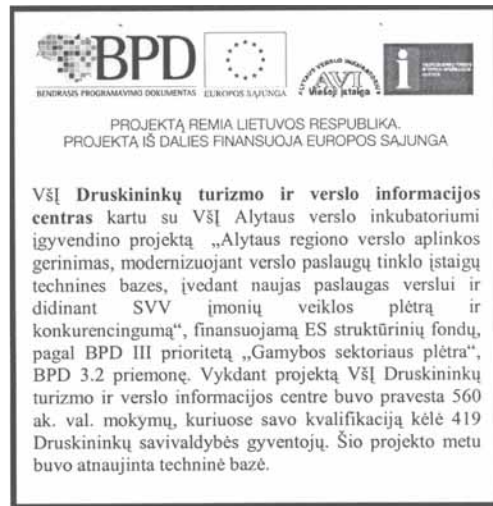 BPD
BENDRASIS PROGRAMAVIMO DOKUMENTAS
EUROPOS SĄJUNGA
ALYTAUS VERSLO INKUBATORIUS
AVI
Viešoji įstaiga
i
PROJEKTĄ REMIA LIETUVOS RESPUBLIKA.
PROJEKTĄ IŠ DALIES FINANSUOJA EUROPOS SAJUNGA
VšĮ Druskininkų turizmo ir verslo informacijos
centras kartu su VšĮ Alytaus verslo inkubatoriumi
įgyvendino projektą „Alytaus regiono verslo aplinkos
gerinimas, modernizuojant verslo paslaugų tinklo įstaigų
technines bazes, įvedant naujas paslaugas verslui ir
didinant SVV įmonių veiklos plėtrą ir
konkurencingumą“, finansuojamą ES struktūrinių fondų,
pagal BPD III prioritetą „Gamybos sektoriaus plėtra“,
BPD 3.2 priemonę. Vykdant projektą VšĮ Druskininkų
turizmo ir verslo informacijos centre buvo pravesta 560
ak. val. mokymų, kuriuose savo kvalifikaciją kėlė 419
Druskininkų savivaldybės gyventojų. Šio projekto metu
buvo atnaujinta techninė bazė.